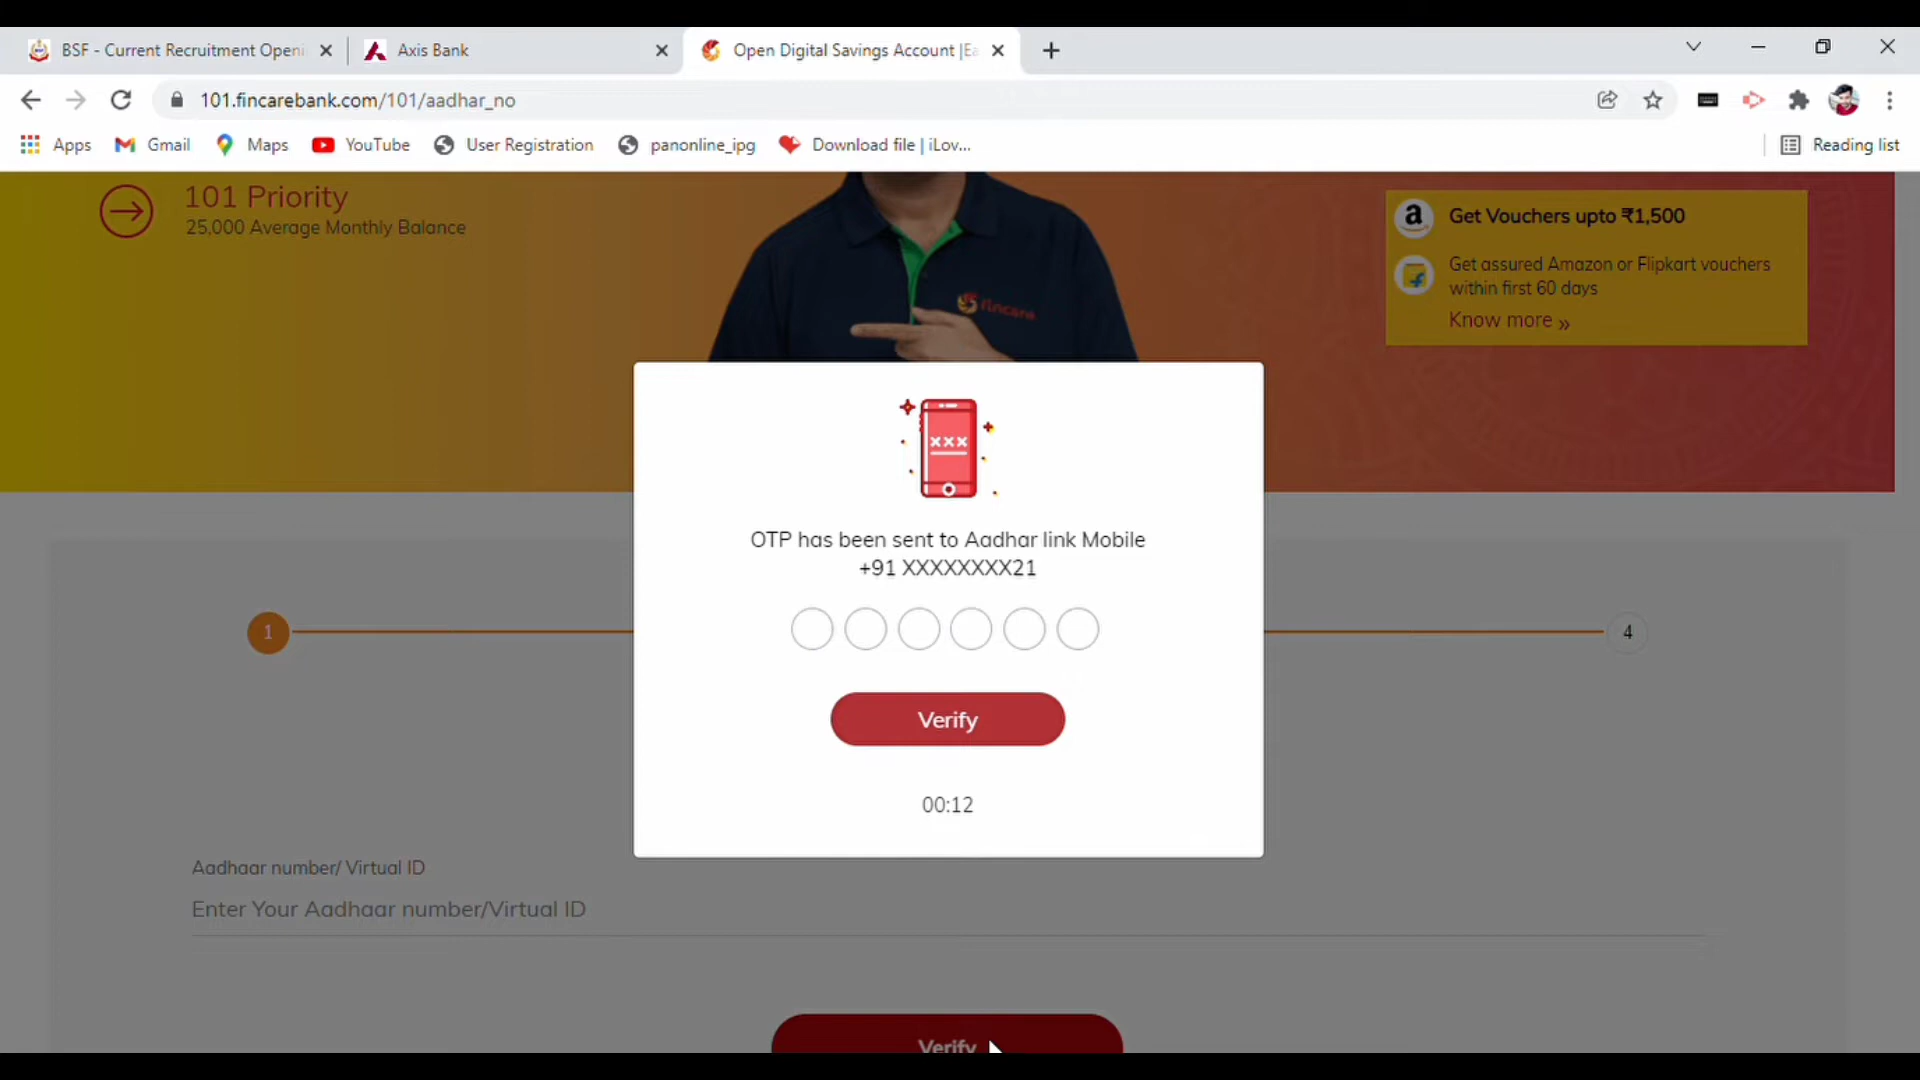 BSF - Current Recruitment Openi
Axis Bank
Open Digital Savings Account |Ea
101.fincarebank.com/101/aadhar_no
Apps
Gmail
Maps
YouTube
User Registration
panonline_ipg
Download file | iLov...
Reading list
101 Priority
25,000 Average Monthly Balance
fincare
a
Get Vouchers upto ₹1,500
Get assured Amazon or Flipkart vouchers
within first 60 days
Know more »
XXX
OTP has been sent to Aadhar link Mobile
+91 XXXXXXXX21
1
4
Verify
00:12
Aadhaar number/ Virtual ID
Enter Your Aadhaar number/Virtual ID
Verify